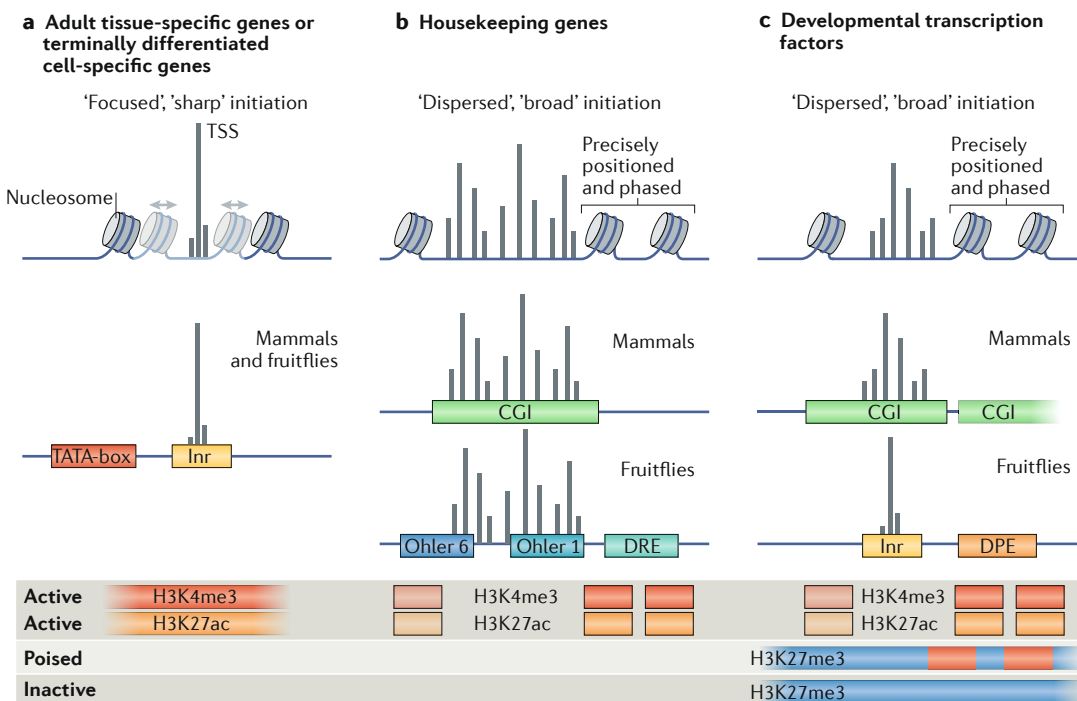 a Adult tissue-specific genes or
terminally differentiated
cell-specific genes
'Focused', 'sharp' initiation
TSS
Nucleosome
Mammals
and fruitflies
TATA-box
Inr
b Housekeeping genes
'Dispersed', 'broad' initiation
Precisely
positioned
and phased
Mammals
CGI
Fruitflies
Ohler 6
Ohler 1
DRE
c Developmental transcription
factors
'Dispersed', 'broad' initiation
Precisely
positioned
and phased
Mammals
CGI
CGI
Fruitflies
Inr
DPE
Active H3K4me3 H3K4me3 H3K4me3
Active H3K27ac H3K27ac H3K27ac
Poised H3K27me3
Inactive H3K27me3